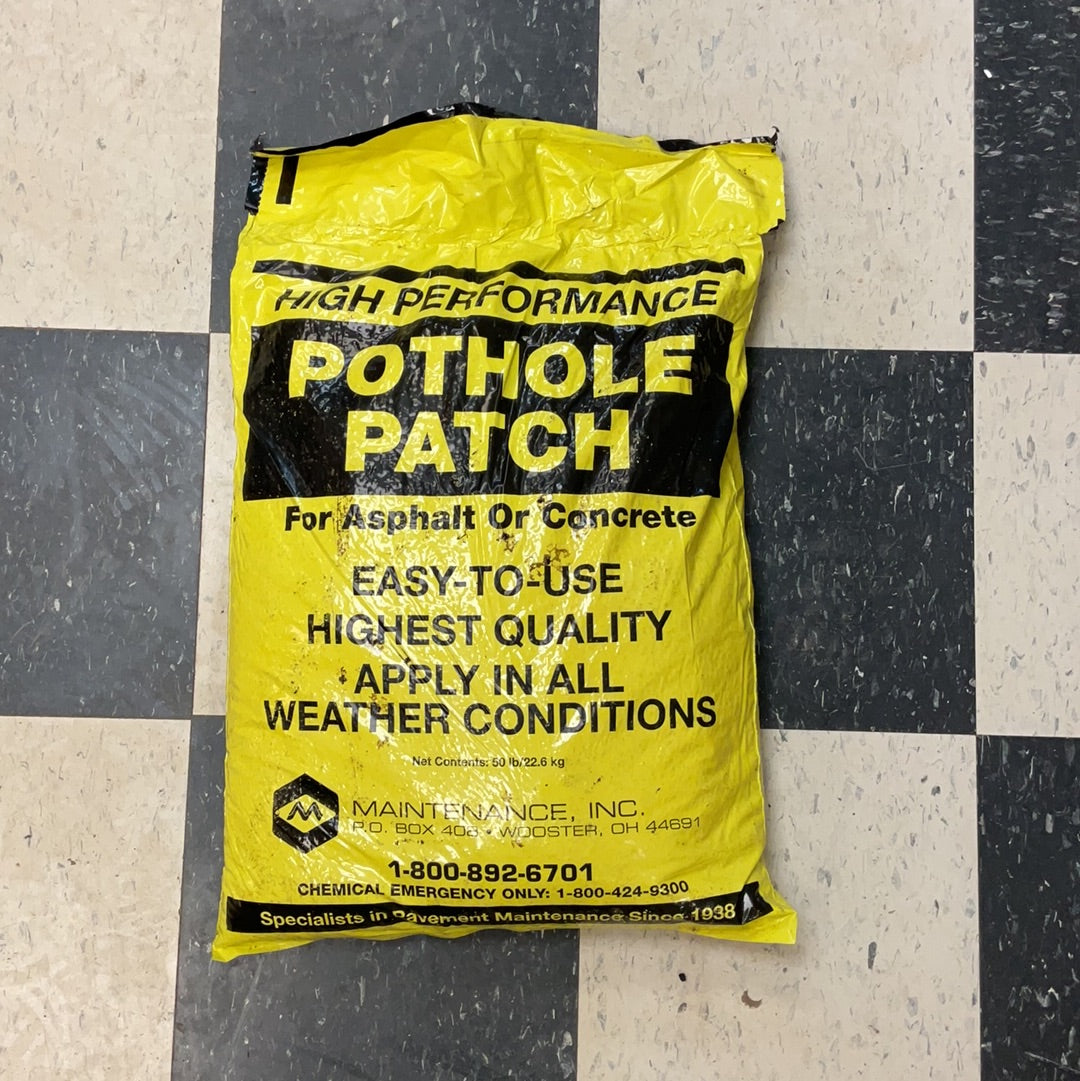 HIGH PERFORMANCE
POTHOLE
PATCH
For Asphalt Or Concrete
EASY-TO-USE
HIGHEST QUALITY
APPLY IN ALL
WEATHER CONDITIONS
Net Contents: 50 lb/22.6 kg
M
MAINTENANCE, INC.
P.O. BOX 408 • WOOSTER, OH 44691
1-800-892-6701
CHEMICAL EMERGENCY ONLY: 1-800-424-9300
Specialists in Pavement Maintenance Since 1938